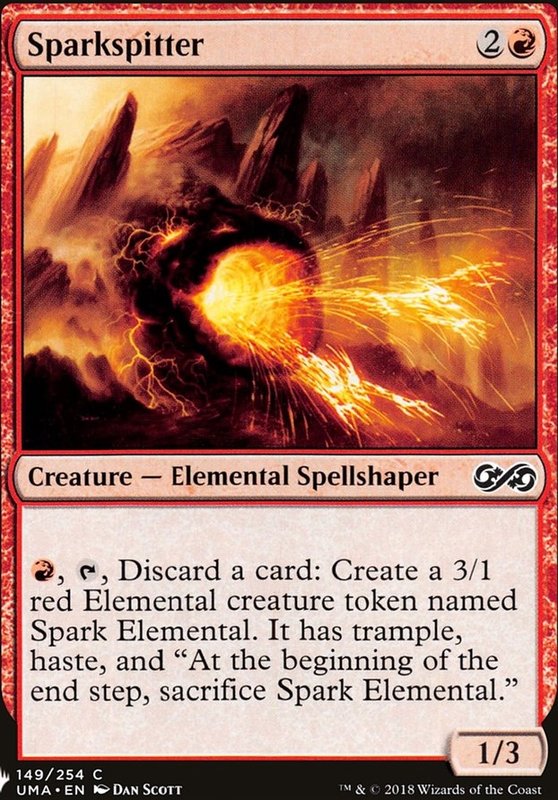 Sparkspitter 2
Creature — Elemental Spellshaper
, , Discard a card: Create a 3/1
red Elemental creature token named
Spark Elemental. It has trample,
haste, and “At the beginning of the
end step, sacrifice Spark Elemental.”
1/3
149/254 C
UMA • EN Dan Scott
™ & © 2018 Wizards of the Coast